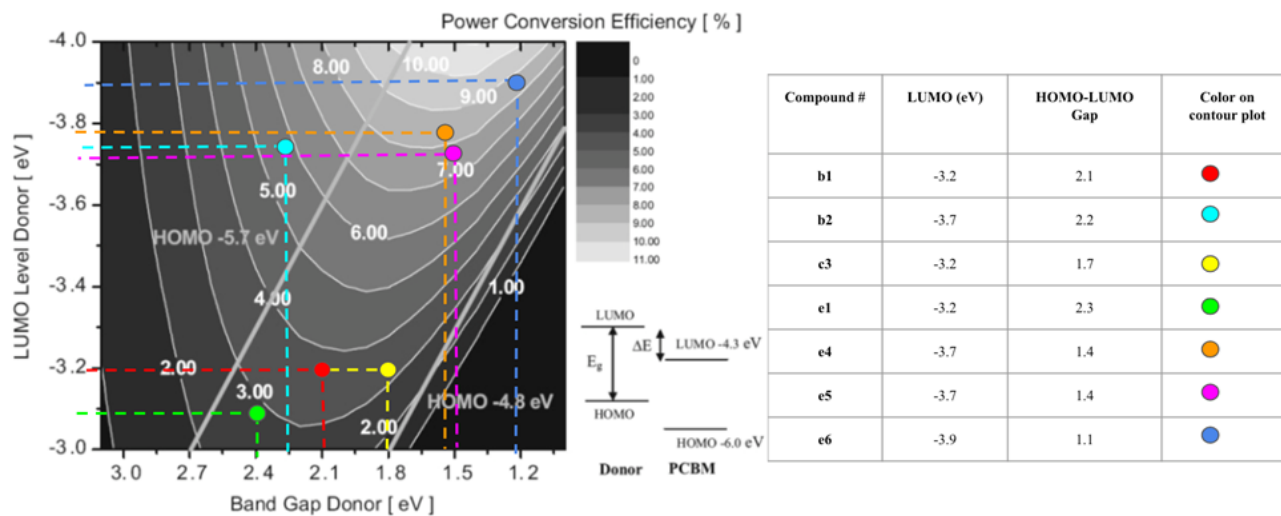 Power Conversion Efficiency [ % ]
-4.0
-3.8
-3.6
-3.4
-3.2
-3.0
LUMO Level Donor [ eV ]
3.0 2.7 2.4 2.1 1.8 1.5 1.2
Band Gap Donor [ eV ]
8.00 10.00
9.00
7.00
5.00
6.00
HOMO -5.7 eV
4.00
1.00
2.00
3.00
HOMO -4.8 eV
2.00
0
1.00
2.00
3.00
4.00
5.00
6.00
7.00
8.00
9.00
10.00
11.00
LUMO
ΔE
LUMO -4.3 eV
Eg
HOMO
HOMO -6.0 eV
Donor PCBM
Compound # LUMO (eV) HOMO-LUMO Color on
Gap contour plot
b1 -3.2 2.1
b2 -3.7 2.2
c3 -3.2 1.7
e1 -3.2 2.3
e4 -3.7 1.4
e5 -3.7 1.4
e6 -3.9 1.1